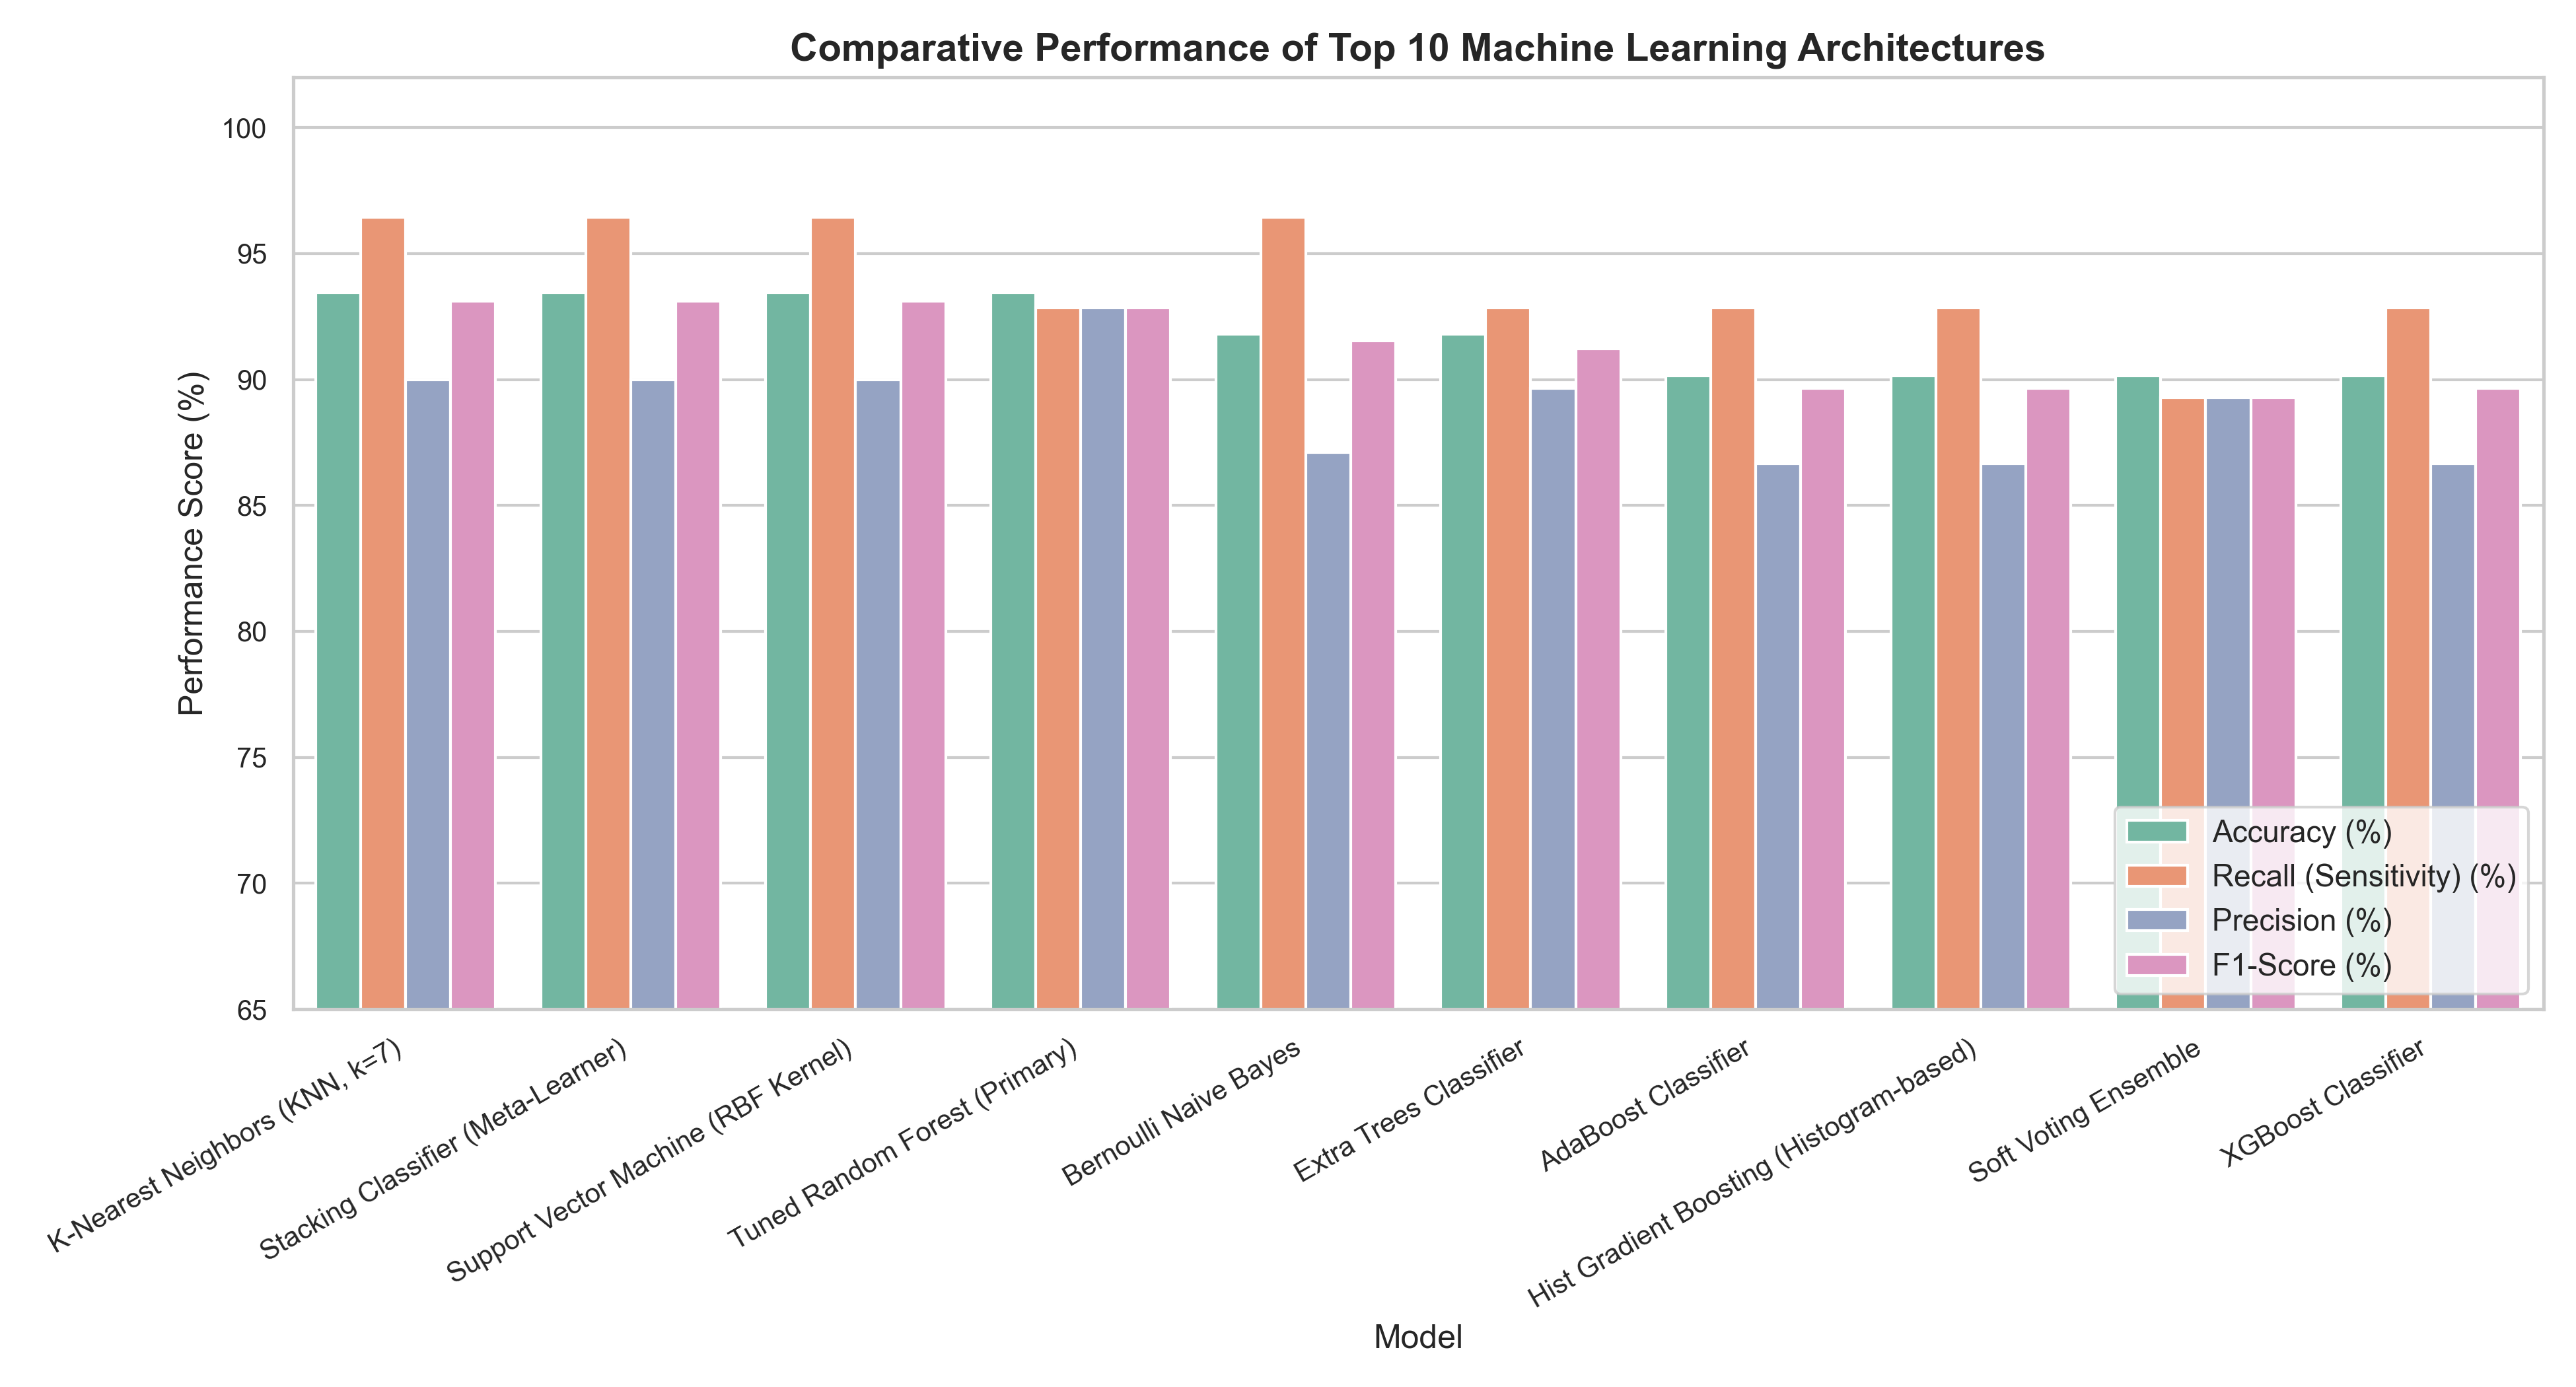 Comparative Performance of Top 10 Machine Learning Architectures
Performance Score (%)
100
95
90
85
80
75
70
65
Accuracy (%)
Recall (Sensitivity) (%)
Precision (%)
F1-Score (%)
K-Nearest Neighbors (KNN, k=7)
Stacking Classifier (Meta-Learner)
Support Vector Machine (RBF Kernel)
Tuned Random Forest (Primary)
Bernoulli Naive Bayes
Extra Trees Classifier
AdaBoost Classifier
Hist Gradient Boosting (Histogram-based)
Soft Voting Ensemble
XGBoost Classifier
Model